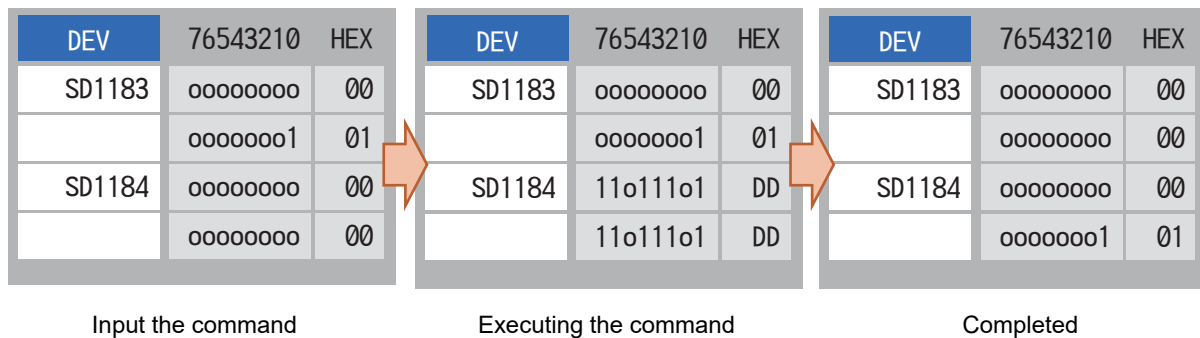 DEV 76543210 HEX
SD1183 oooooooo 00
ooooooo1 01
SD1184 oooooooo 00
oooooooo 00
Input the command
DEV 76543210 HEX
SD1183 oooooooo 00
ooooooo1 01
SD1184 11o111o1 DD
11o111o1 DD
Executing the command
DEV 76543210 HEX
SD1183 oooooooo 00
oooooooo 00
SD1184 oooooooo 00
ooooooo1 01
Completed